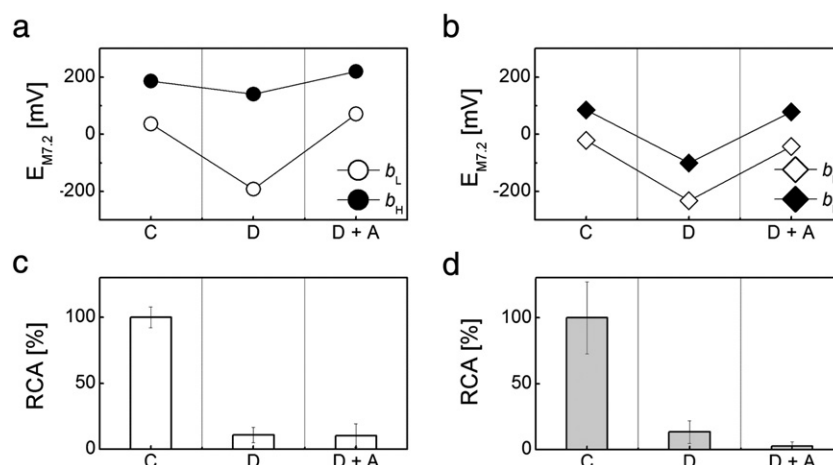 a
E_M7.2 [mV]
200
0
-200
b_L
b_H
C D D + A
b
E_M7.2 [mV]
200
0
-200
b
b
C D D + A
c
RCA [%]
100
50
0
C D D + A
d
RCA [%]
100
50
0
C D D + A